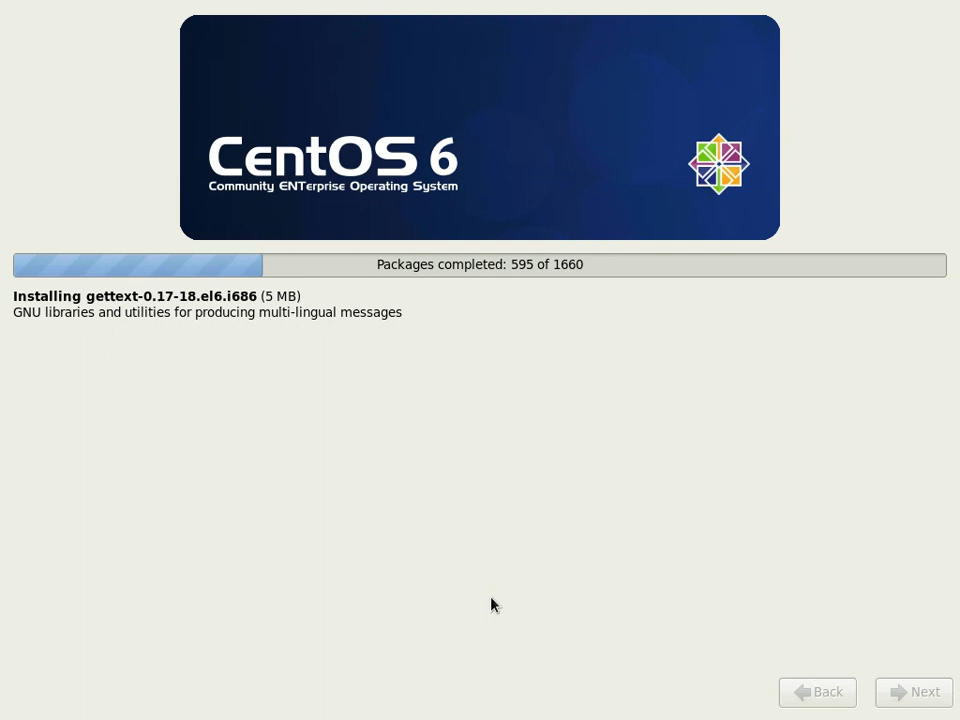 CentOS 6
Community ENTerprise Operating System
Packages completed: 595 of 1660
Installing gettext-0.17-18.el6.i686 (5 MB)
GNU libraries and utilities for producing multi-lingual messages
Back
Next